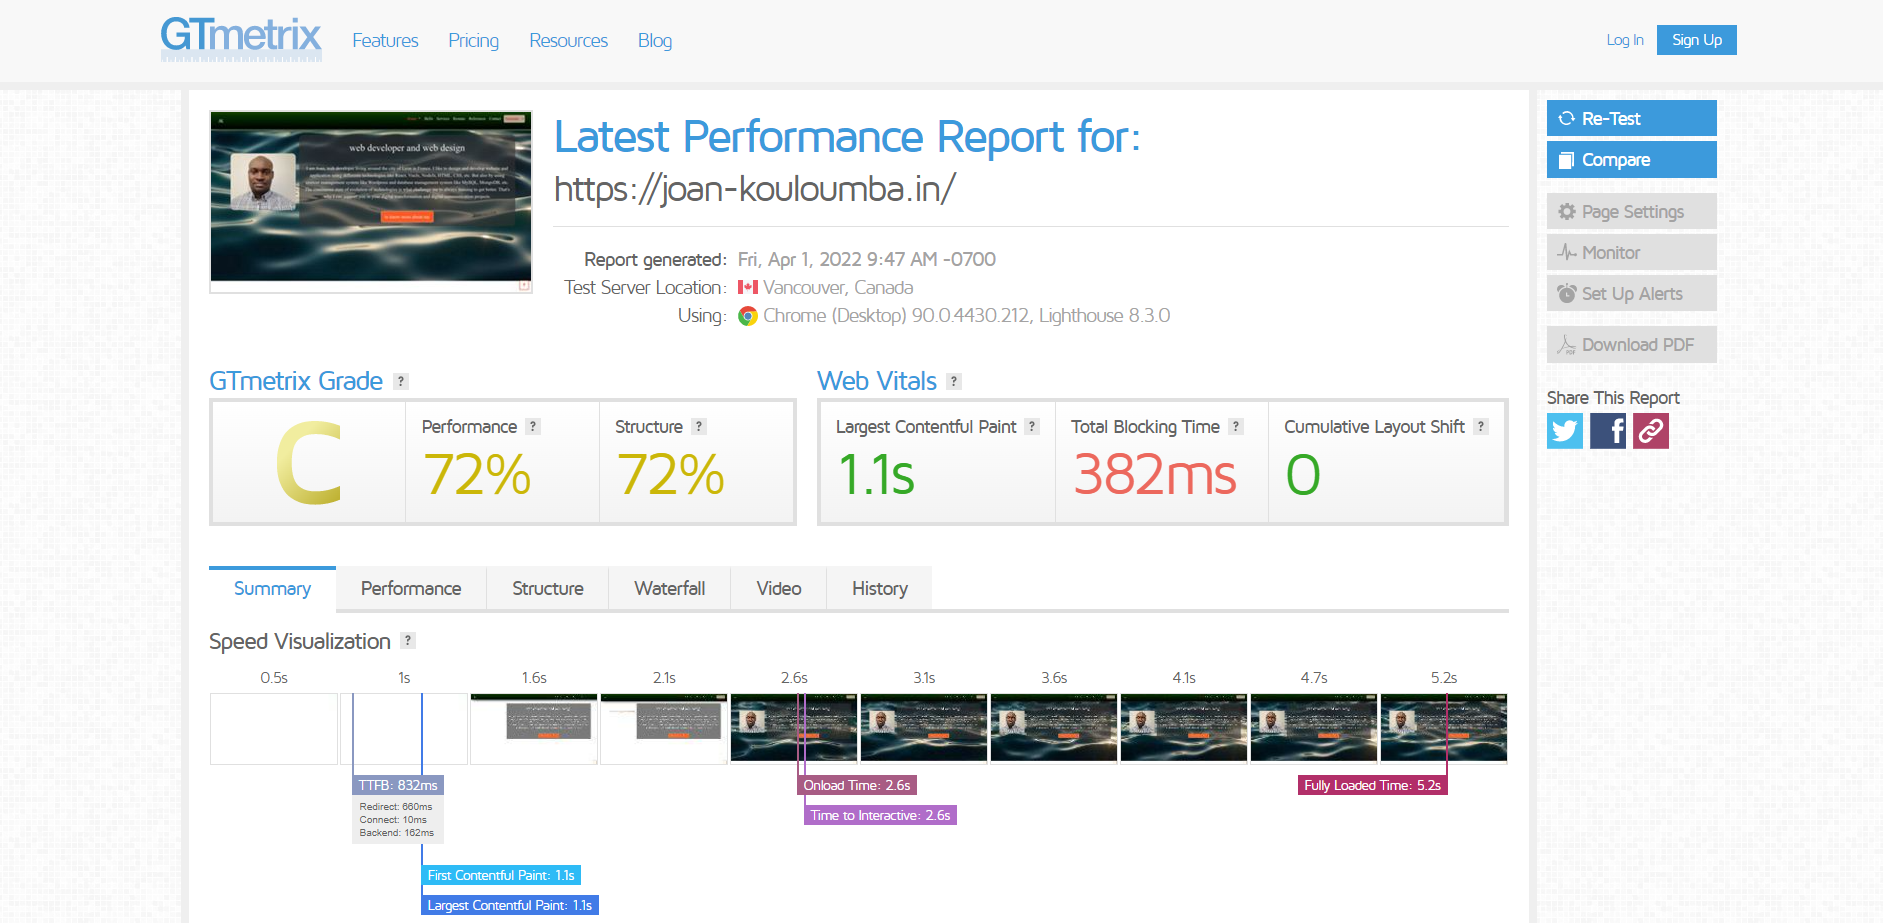 GTmetrix
Features Pricing Resources Blog
Log In Sign Up
web developer and web design
Latest Performance Report for:
https://joan-kouloumba.in/
Report generated: Fri, Apr 1, 2022 9:47 AM -0700
Test Server Location: Vancouver, Canada
Using: Chrome (Desktop) 90.0.4430.212, Lighthouse 8.3.0
Re-Test
Compare
Page Settings
Monitor
Set Up Alerts
Download PDF
Share This Report
GTmetrix Grade ?
C
Performance ?
72%
Structure ?
72%
Web Vitals ?
Largest Contentful Paint ?
1.1s
Total Blocking Time ?
382ms
Cumulative Layout Shift ?
0
Summary Performance Structure Waterfall Video History
Speed Visualization ?
0.5s 1s 1.6s 2.1s 2.6s 3.1s 3.6s 4.1s 4.7s 5.2s
TTFB: 832ms
Redirect: 660ms
Connect: 10ms
Backend: 162ms
Onload Time: 2.6s
Time to Interactive: 2.6s
Fully Loaded Time: 5.2s
First Contentful Paint: 1.1s
Largest Contentful Paint: 1.1s